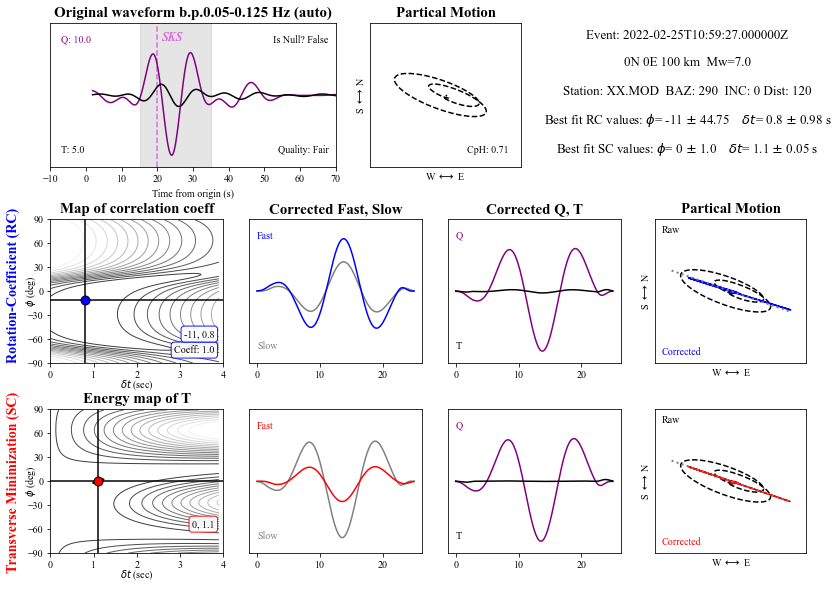 Original waveform b.p.0.05-0.125 Hz (auto)
Q: 10.0
SKS
Is Null? False
T: 5.0
Quality: Fair
−10 0 10 20 30 40 50 60 70
Time from origin (s)
Partical Motion
S ⟷ N
CpH: 0.71
W ⟷ E
Event: 2022-02-25T10:59:27.000000Z
0N 0E 100 km Mw=7.0
Station: XX.MOD BAZ: 290 INC: 0 Dist: 120
Best fit RC values: ϕ= -11 ± 44.75 δt= 0.8 ± 0.98 s
Best fit SC values: ϕ= 0 ± 1.0 δt= 1.1 ± 0.05 s
Rotation-Coefficient (RC)
Map of correlation coeff
90
60
30
0
−30
−60
−90
ϕ (deg)
-11, 0.8
Coeff: 1.0
0 1 2 3 4
δt (sec)
Corrected Fast, Slow
Fast
Slow
0 10 20
Corrected Q, T
Q
T
0 10 20
Partical Motion
Raw
S ⟷ N
Corrected
W ⟷ E
Transverse Minimization (SC)
Energy map of T
90
60
30
0
−30
−60
−90
ϕ (deg)
0, 1.1
0 1 2 3 4
δt (sec)
Fast
Slow
0 10 20
Q
T
0 10 20
Raw
S ⟷ N
Corrected
W ⟷ E